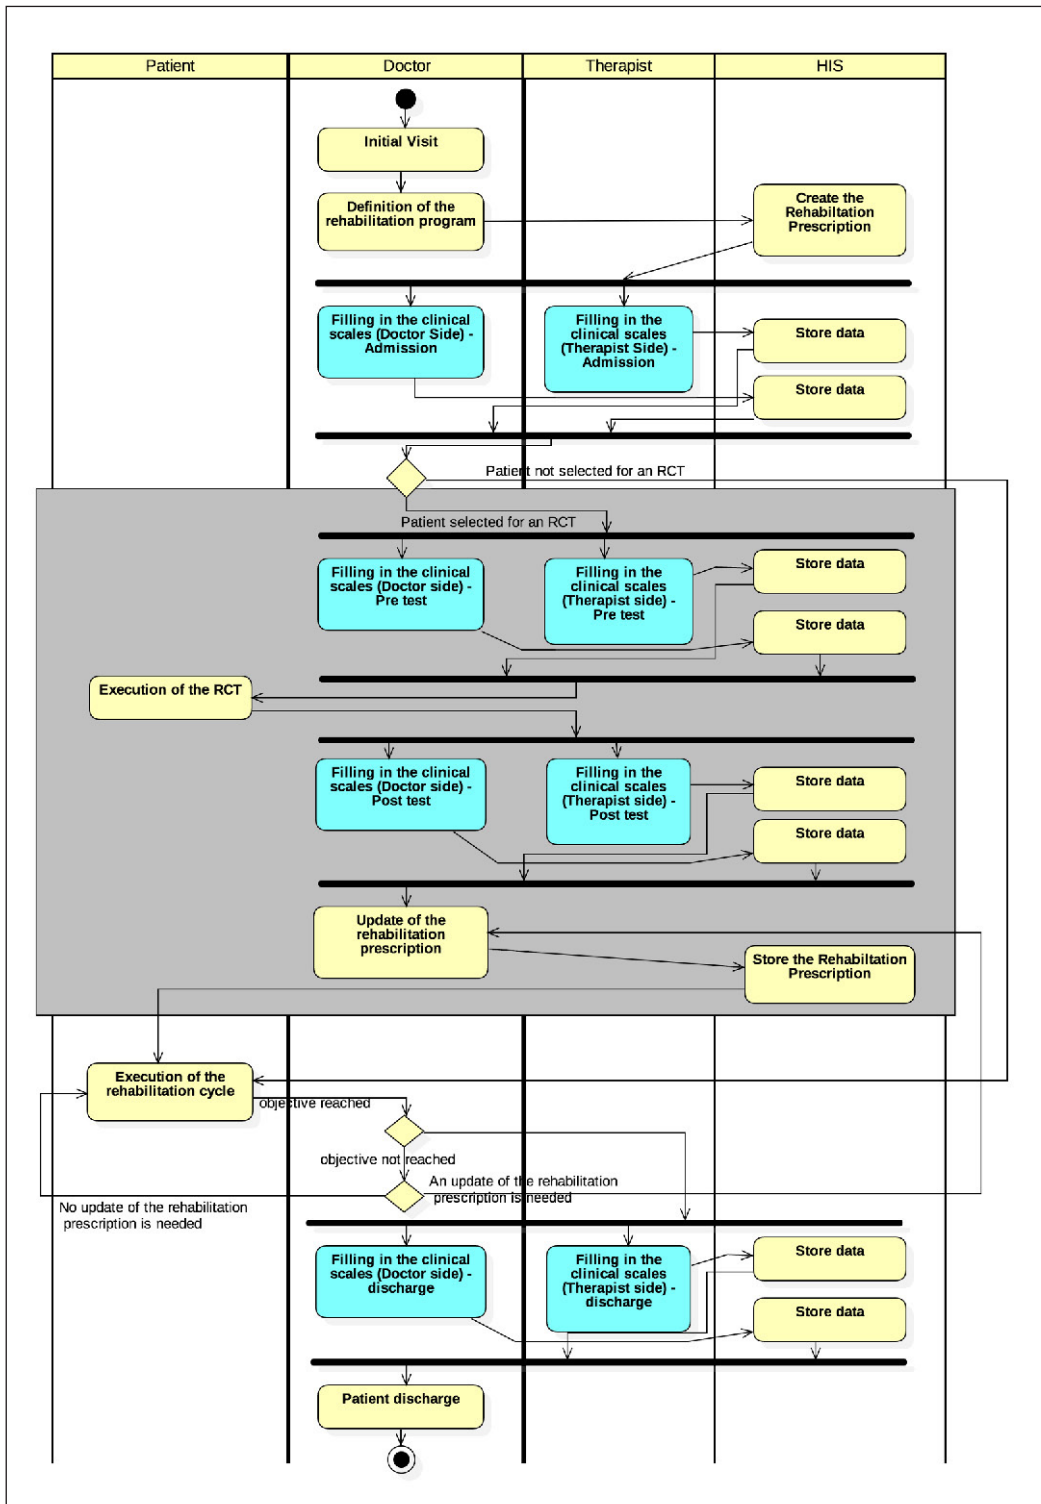 Patient
Doctor
Therapist
HIS
Initial Visit
Definition of the
rehabilitation program
Create the
Rehabiltation
Prescription
Filling in the clinical
scales (Doctor Side) -
Admission
Filling in the
clinical scales
(Therapist Side) -
Admission
Store data
Store data
Patient not selected for an RCT
Patient selected for an RCT
Filling in the clinical
scales (Doctor side) -
Pre test
Filling in the
clinical scales
(Therapist side) -
Pre test
Store data
Store data
Execution of the RCT
Filling in the clinical
scales (Doctor side) -
Post test
Filling in the
clinical scales
(Therapist side) -
Post test
Store data
Store data
Update of the
rehabilitation
prescription
Store the Rehabiltation
Prescription
Execution of the
rehabilitation cycle
objective reached
objective not reached
An update of the rehabilitation
prescription is needed
No update of the rehabilitation
prescription is needed
Filling in the clinical
scales (Doctor side) -
discharge
Filling in the
clinical scales
(Therapist side) -
discharge
Store data
Store data
Patient discharge